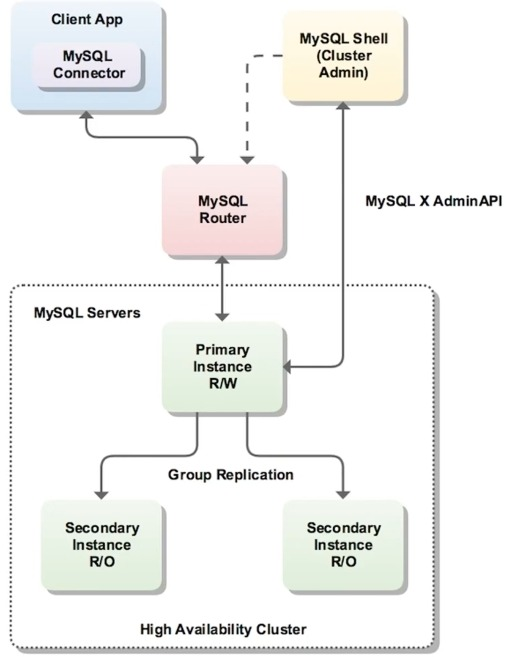 Client App
MySQL
Connector
MySQL Shell
(Cluster
Admin)
MySQL
Router
MySQL X AdminAPI
MySQL Servers
Primary
Instance
R/W
Group Replication
Secondary
Instance
R/O
Secondary
Instance
R/O
High Availability Cluster